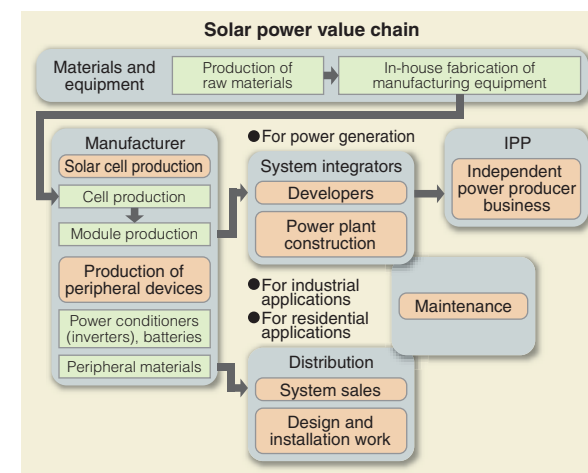 Solar power value chain
Materials and
equipment
Production of
raw materials
In-house fabrication of
manufacturing equipment
Manufacturer
Solar cell production
Cell production
Module production
Production of
peripheral devices
Power conditioners
(inverters), batteries
Peripheral materials
●For power generation
System integrators
Developers
Power plant
construction
IPP
Independent
power producer
business
●For industrial
applications
●For residential
applications
Maintenance
Distribution
System sales
Design and
installation work